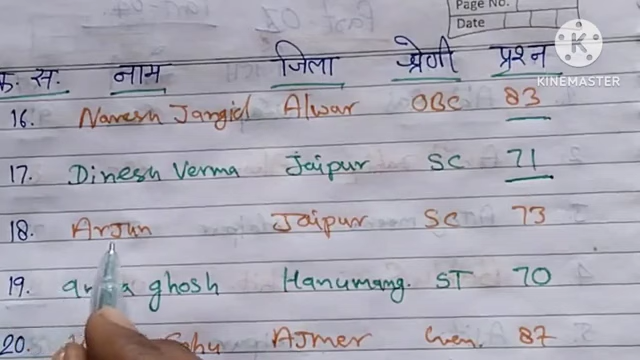 Page No.
Date
KINEMASTER
क्र. सं. नाम जिला श्रेणी प्रश्न
16. Naresh Jangid Alwar OBC 83
17. Dinesh Verma Jaipur SC 71
18. Arjun Jaipur SC 73
19. ghosh Hanumang. ST 70
20. Ajmer Gen. 87